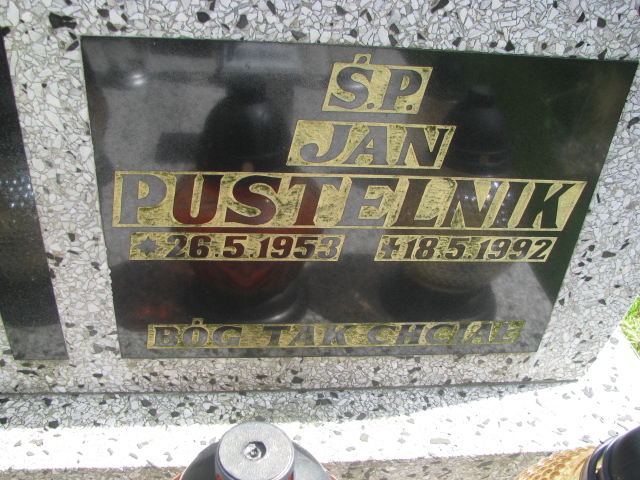 Ś.P.
JAN
PUSTELNIK
*26.5.1953 ✝18.5.1992
BÓG TAK CHCIAŁ